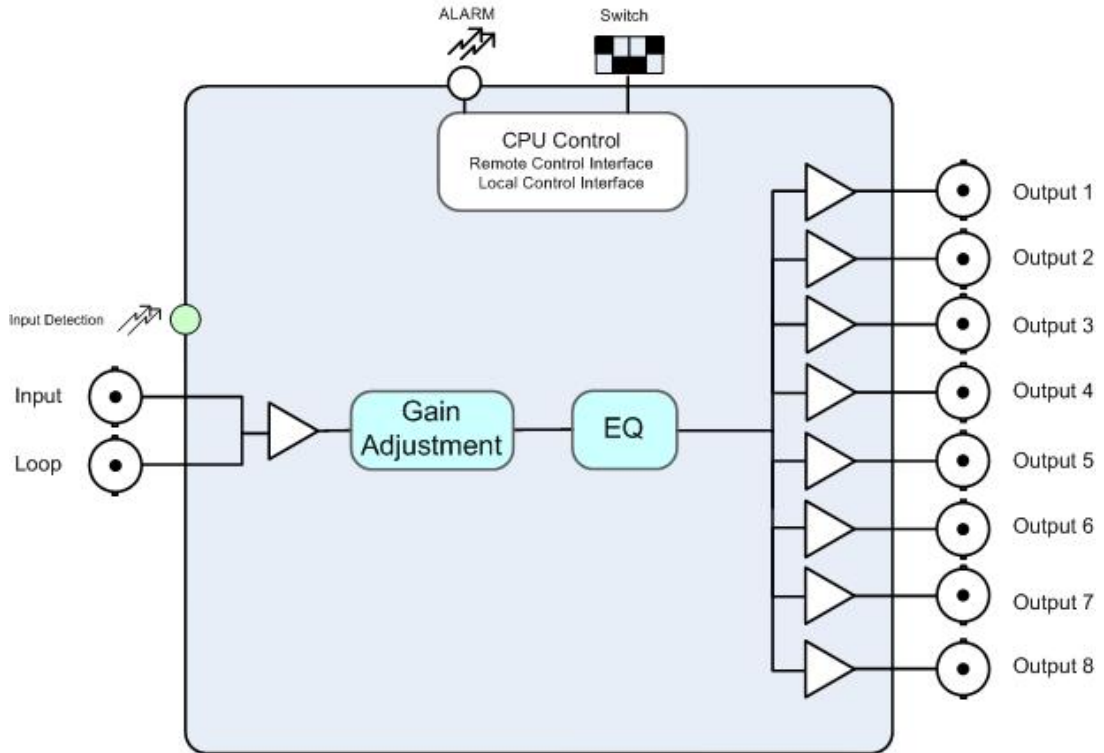 ALARM
Switch
CPU Control
Remote Control Interface
Local Control Interface
Output 1
Output 2
Input Detection
Output 3
Input
Gain
Adjustment
EQ
Output 4
Loop
Output 5
Output 6
Output 7
Output 8